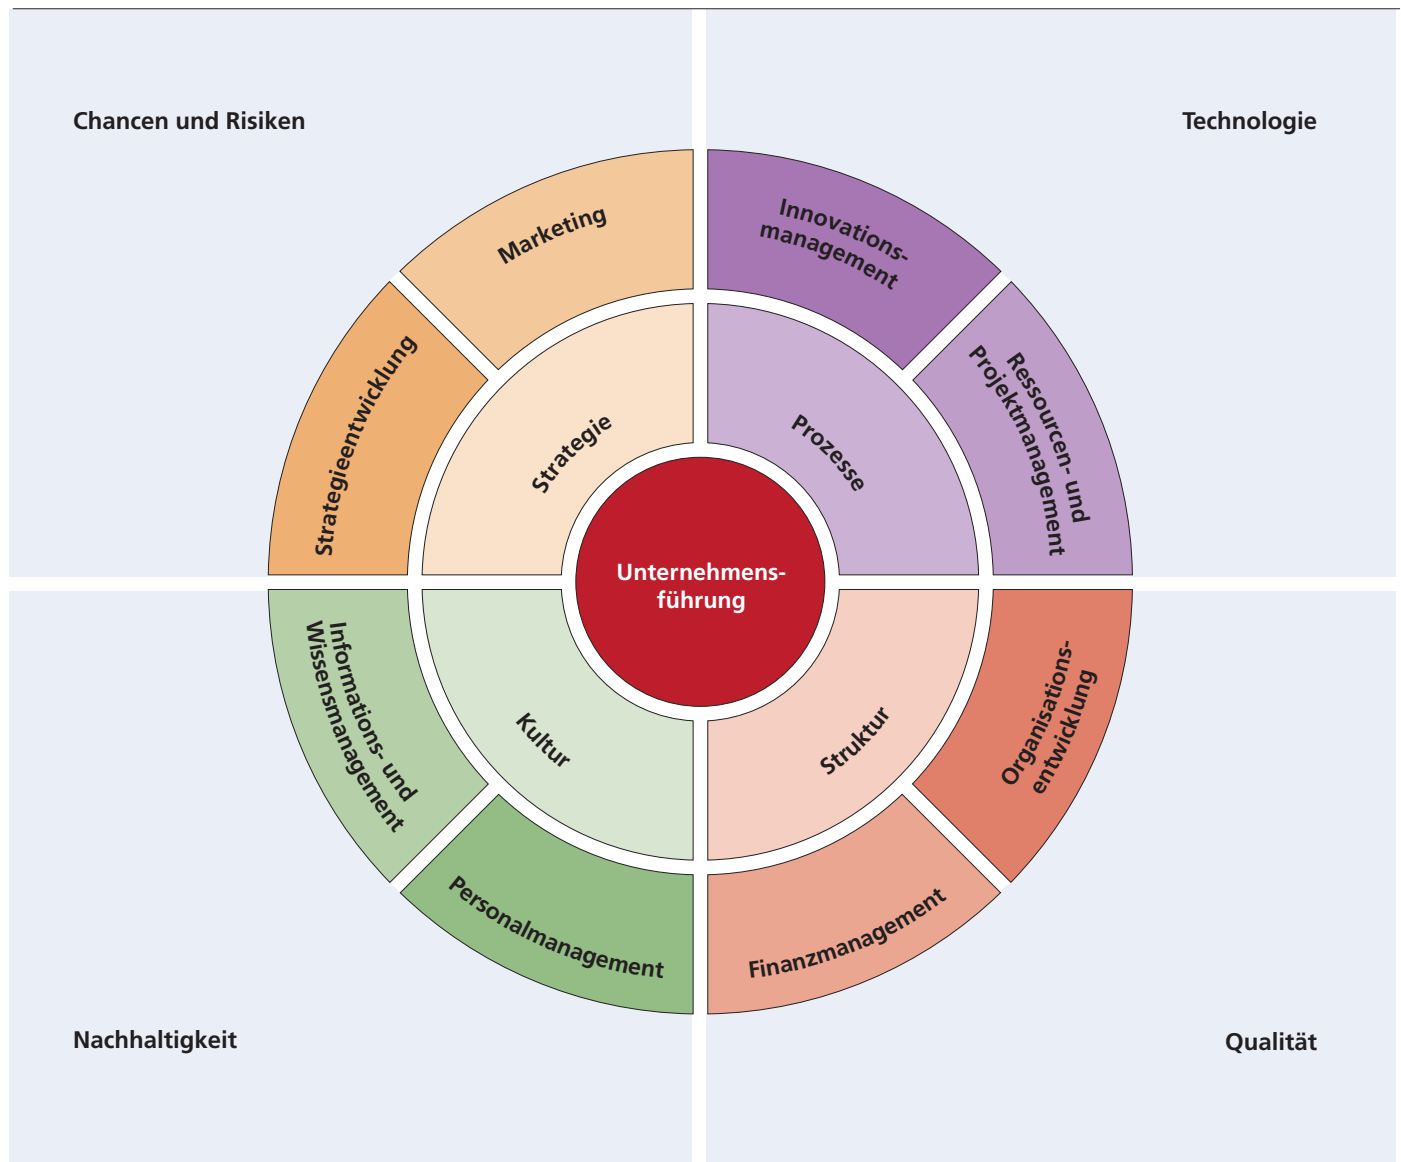 Chancen und Risiken
Technologie
Marketing
Innovations-
management
Strategieentwicklung
Ressourcen- und
Projektmanagement
Strategie
Prozesse
Unternehmens-
führung
Informations- und
Wissensmanagement
Kultur
Struktur
Organisations-
entwicklung
Personalmanagement
Finanzmanagement
Nachhaltigkeit
Qualität